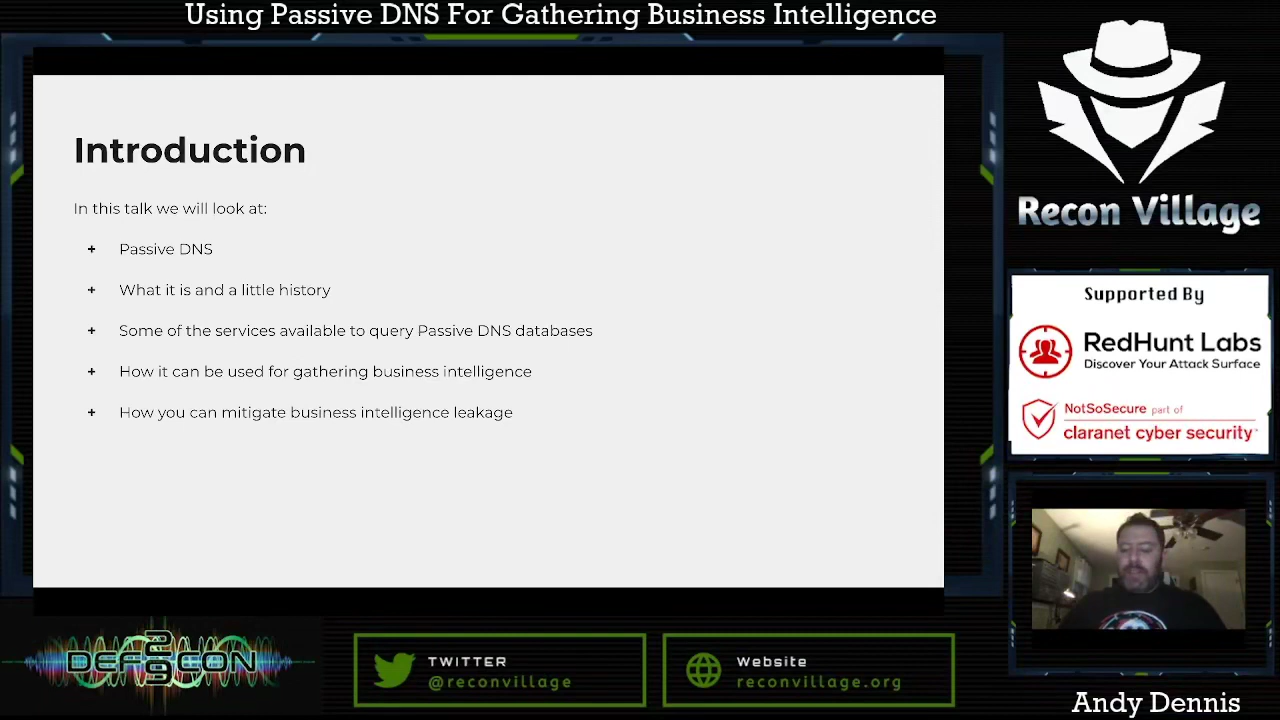 Using Passive DNS For Gathering Business Intelligence
Introduction
In this talk we will look at:
+ Passive DNS
+ What it is and a little history
+ Some of the services available to query Passive DNS databases
+ How it can be used for gathering business intelligence
+ How you can mitigate business intelligence leakage
Recon Village
Supported By
RedHunt Labs
Discover Your Attack Surface
NotSoSecure part of
claranet cyber security
DEF CON
29
TWITTER
@reconvillage
Website
reconvillage.org
Andy Dennis